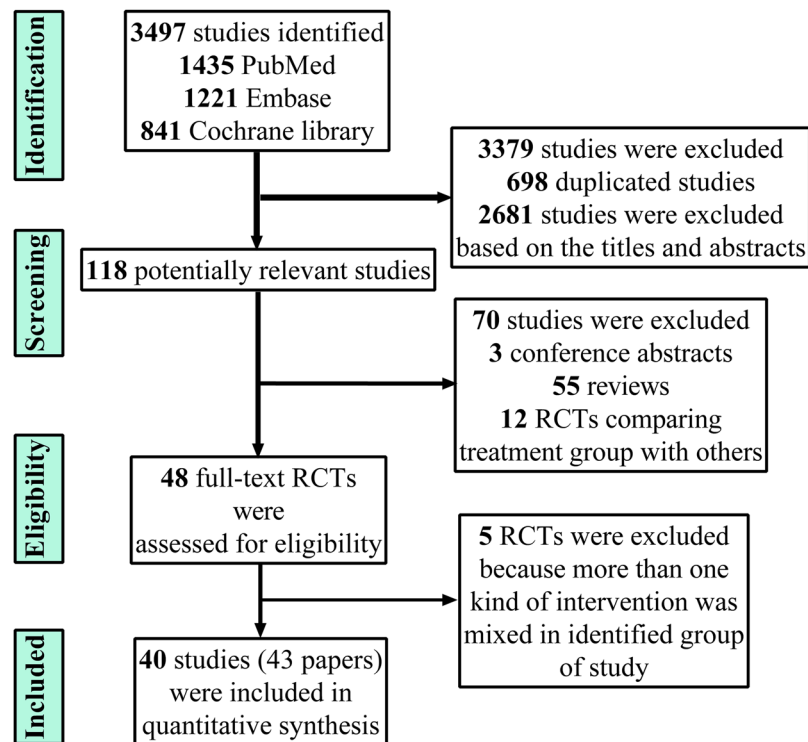 Identification
3497 studies identified
1435 PubMed
1221 Embase
841 Cochrane library
3379 studies were excluded
698 duplicated studies
2681 studies were excluded
based on the titles and abstracts
Screening
118 potentially relevant studies
70 studies were excluded
3 conference abstracts
55 reviews
12 RCTs comparing
treatment group with others
Eligibility
48 full-text RCTs
were
assessed for eligibility
5 RCTs were excluded
because more than one
kind of intervention was
mixed in identified group
of study
Included
40 studies (43 papers)
were included in
quantitative synthesis